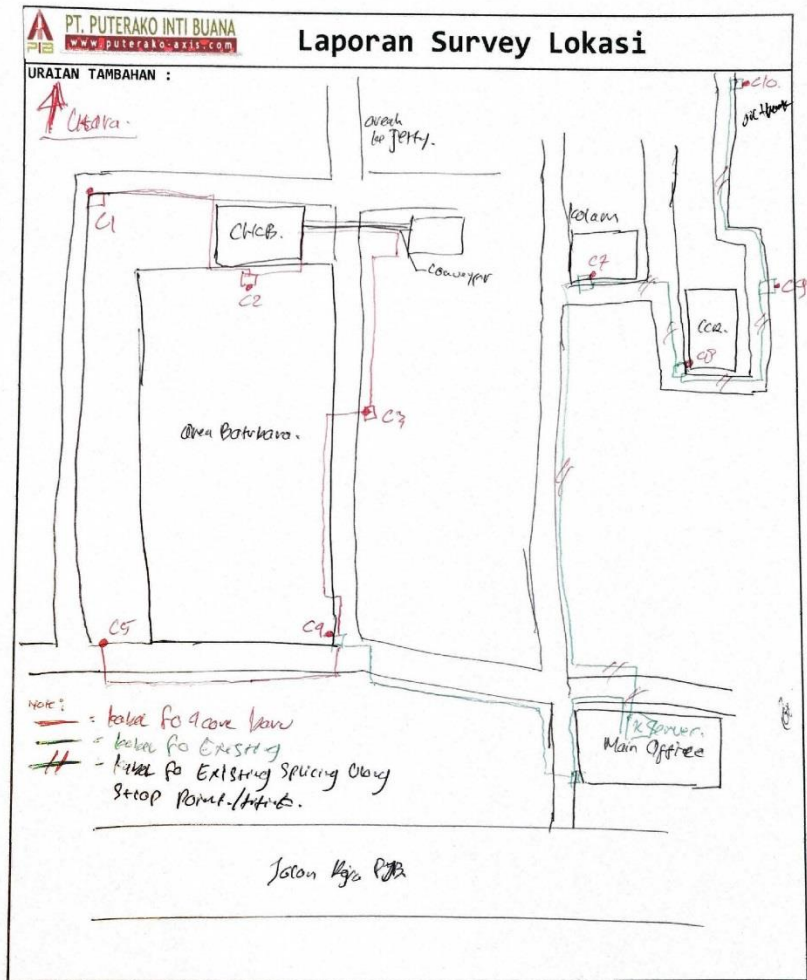 PT. PUTERAKO INTI BUANA
www.puterako-axis.com
PIB
Laporan Survey Lokasi
URAIAN TAMBAHAN :
Utara.
arah
ke Jetty.
C10.
C1
CHCB.
Conveyor
C2
kolam
C7
C9
CCR.
C8
C3
Area Batubara.
C5
C4
Note :
= kabel FO 4 core baru
= kabel FO Existing
= kabel FO Existing Splicing Ulang
Server.
Main Office
Jalan Raya PJB